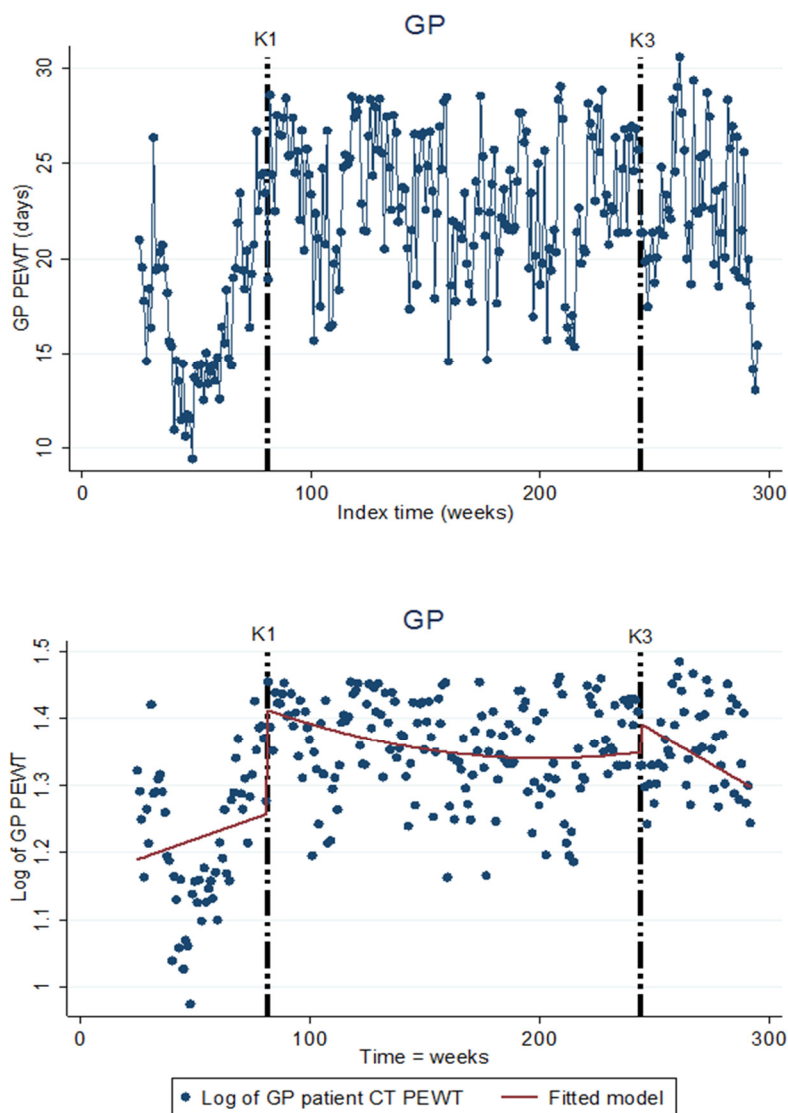 GP
K1
K3
GP PEWT (days)
30
25
20
15
10
0
100
200
300
Index time (weeks)
GP
K1
K3
Log of GP PEWT
1.5
1.4
1.3
1.2
1.1
1
0
100
200
300
Time = weeks
Log of GP patient CT PEWT
Fitted model